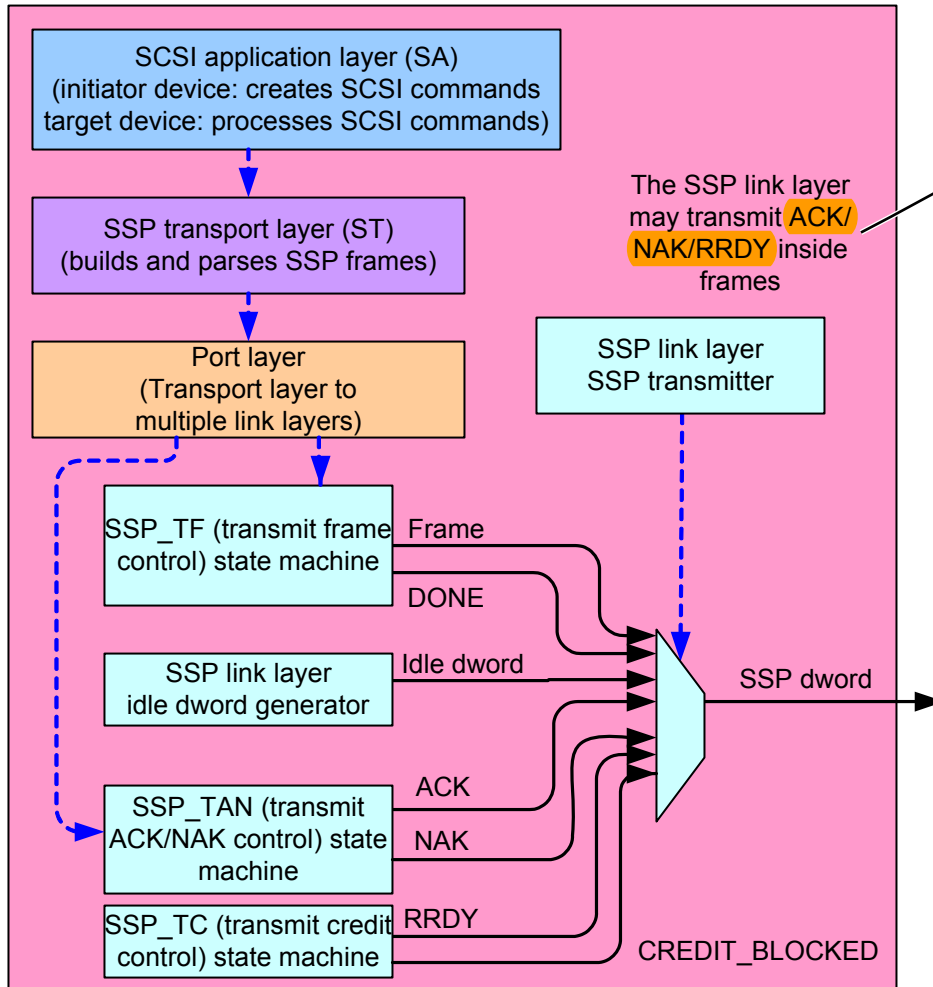 SCSI application layer (SA)
(initiator device: creates SCSI commands
target device: processes SCSI commands)
The SSP link layer
may transmit ACK/
NAK/RRDY inside
frames
SSP transport layer (ST)
(builds and parses SSP frames)
Port layer
(Transport layer to
multiple link layers)
SSP link layer
SSP transmitter
SSP_TF (transmit frame
control) state machine
Frame
DONE
SSP link layer
idle dword generator
Idle dword
SSP dword
SSP_TAN (transmit
ACK/NAK control) state
machine
ACK
NAK
SSP_TC (transmit credit
control) state machine
RRDY
CREDIT_BLOCKED